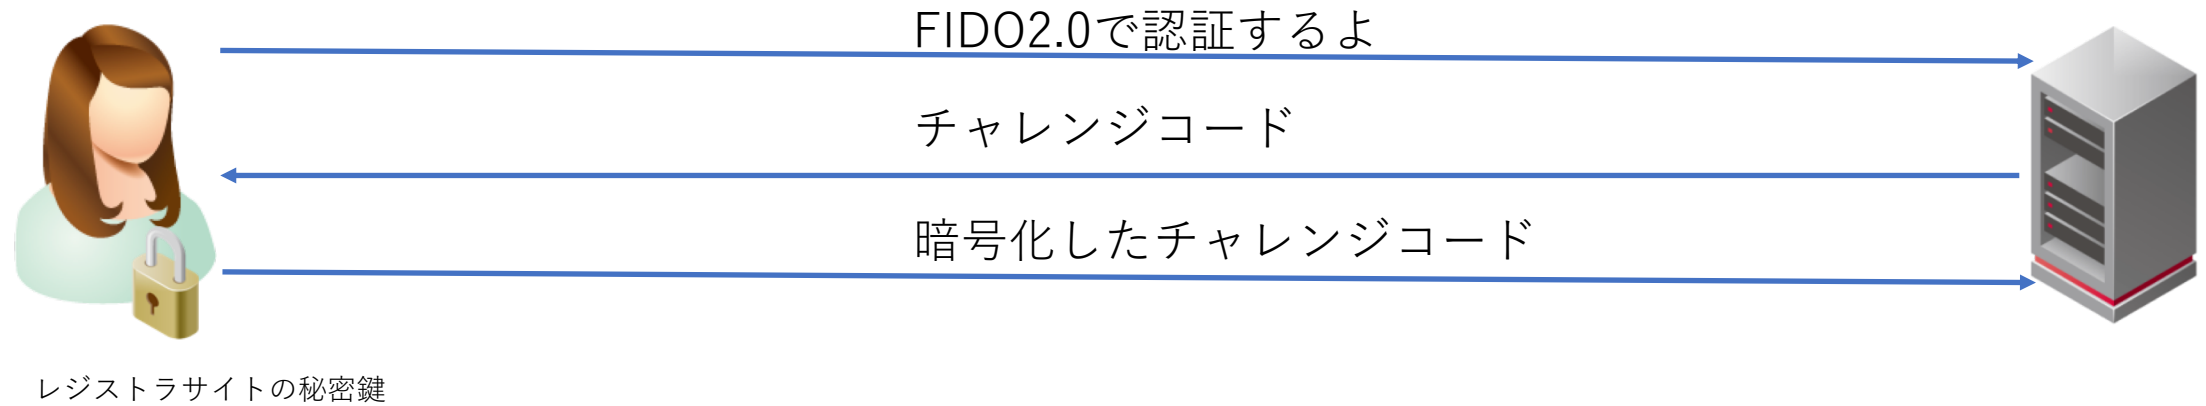 FIDO2.0で認証するよ
チャレンジコード
暗号化したチャレンジコード
レジストラサイトの秘密鍵